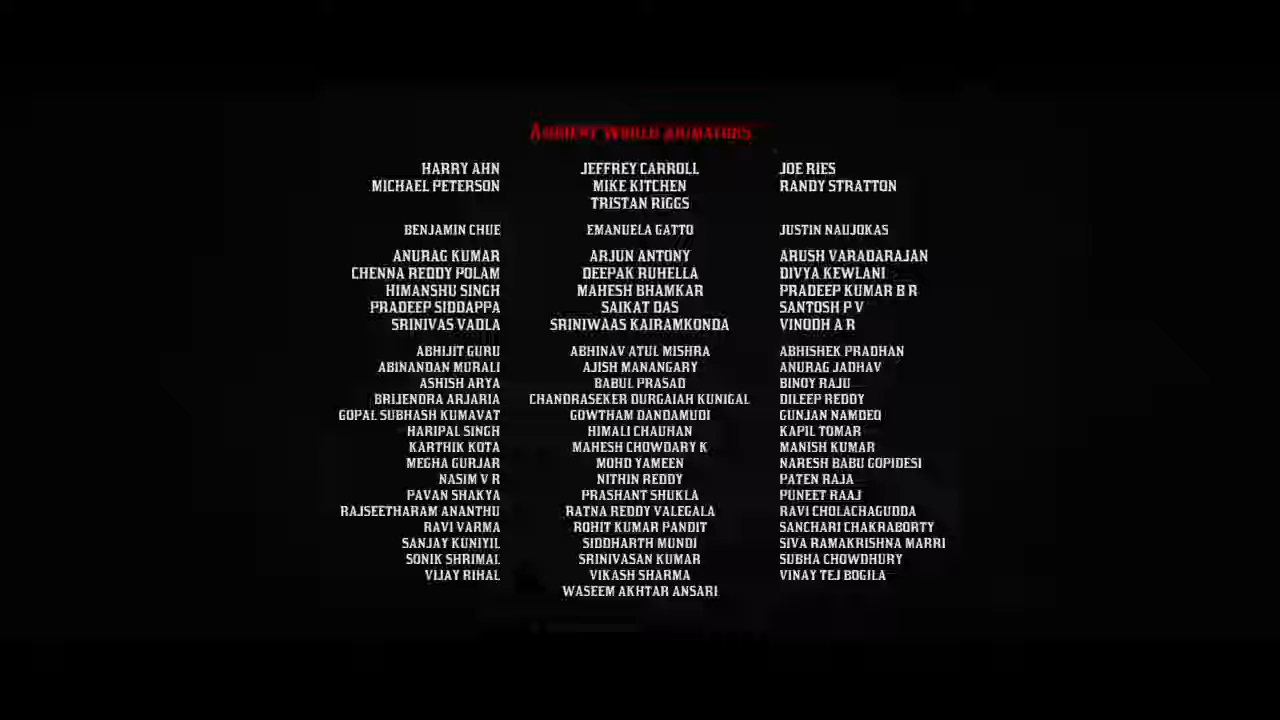 AMBIENT WORLD ANIMATORS
HARRY AHN JEFFREY CARROLL JOE RIES
MICHAEL PETERSON MIKE KITCHEN RANDY STRATTON
TRISTAN RIGGS
BENJAMIN CHUE EMANUELA GATTO JUSTIN NAUJOKAS
ANURAG KUMAR ARJUN ANTONY ARUSH VARADARAJAN
CHENNA REDDY POLAM DEEPAK RUHELLA DIVYA KEWLANI
HIMANSHU SINGH MAHESH BHAMKAR PRADEEP KUMAR B R
PRADEEP SIDDAPPA SAIKAT DAS SANTOSH P V
SRINIVAS VADLA SRINIWAAS KAIRAMKONDA VINODH A R
ABHIJIT GURU ABHINAV ATUL MISHRA ABHISHEK PRADHAN
ABINANDAN MURALI AJISH MANANGARY ANURAG JADHAV
ASHISH ARYA BABUL PRASAD BINOY RAJU
BRIJENDRA ARJARIA CHANDRASEKER DURGAIAH KUNIGAL DILEEP REDDY
GOPAL SUBHASH KUMAVAT GOWTHAM DANDAMUDI GUNJAN NAMDEO
HARIPAL SINGH HIMALI CHAUHAN KAPIL TOMAR
KARTHIK KOTA MAHESH CHOWDARY K MANISH KUMAR
MEGHA GURJAR MOHD YAMEEN NARESH BABU GOPIDESI
NASIM V R NITHIN REDDY PATEN RAJA
PAVAN SHAKYA PRASHANT SHUKLA PUNEET RAAJ
RAJSEETHARAM ANANTHU RATNA REDDY VALEGALA RAVI CHOLACHAGUDDA
RAVI VARMA ROHIT KUMAR PANDIT SANCHARI CHAKRABORTY
SANJAY KUNIYIL SIDDHARTH MUNDI SIVA RAMAKRISHNA MARRI
SONIK SHRIMAL SRINIVASAN KUMAR SUBHA CHOWDHURY
VIJAY RIHAL VIKASH SHARMA VINAY TEJ BOGILA
WASEEM AKHTAR ANSARI